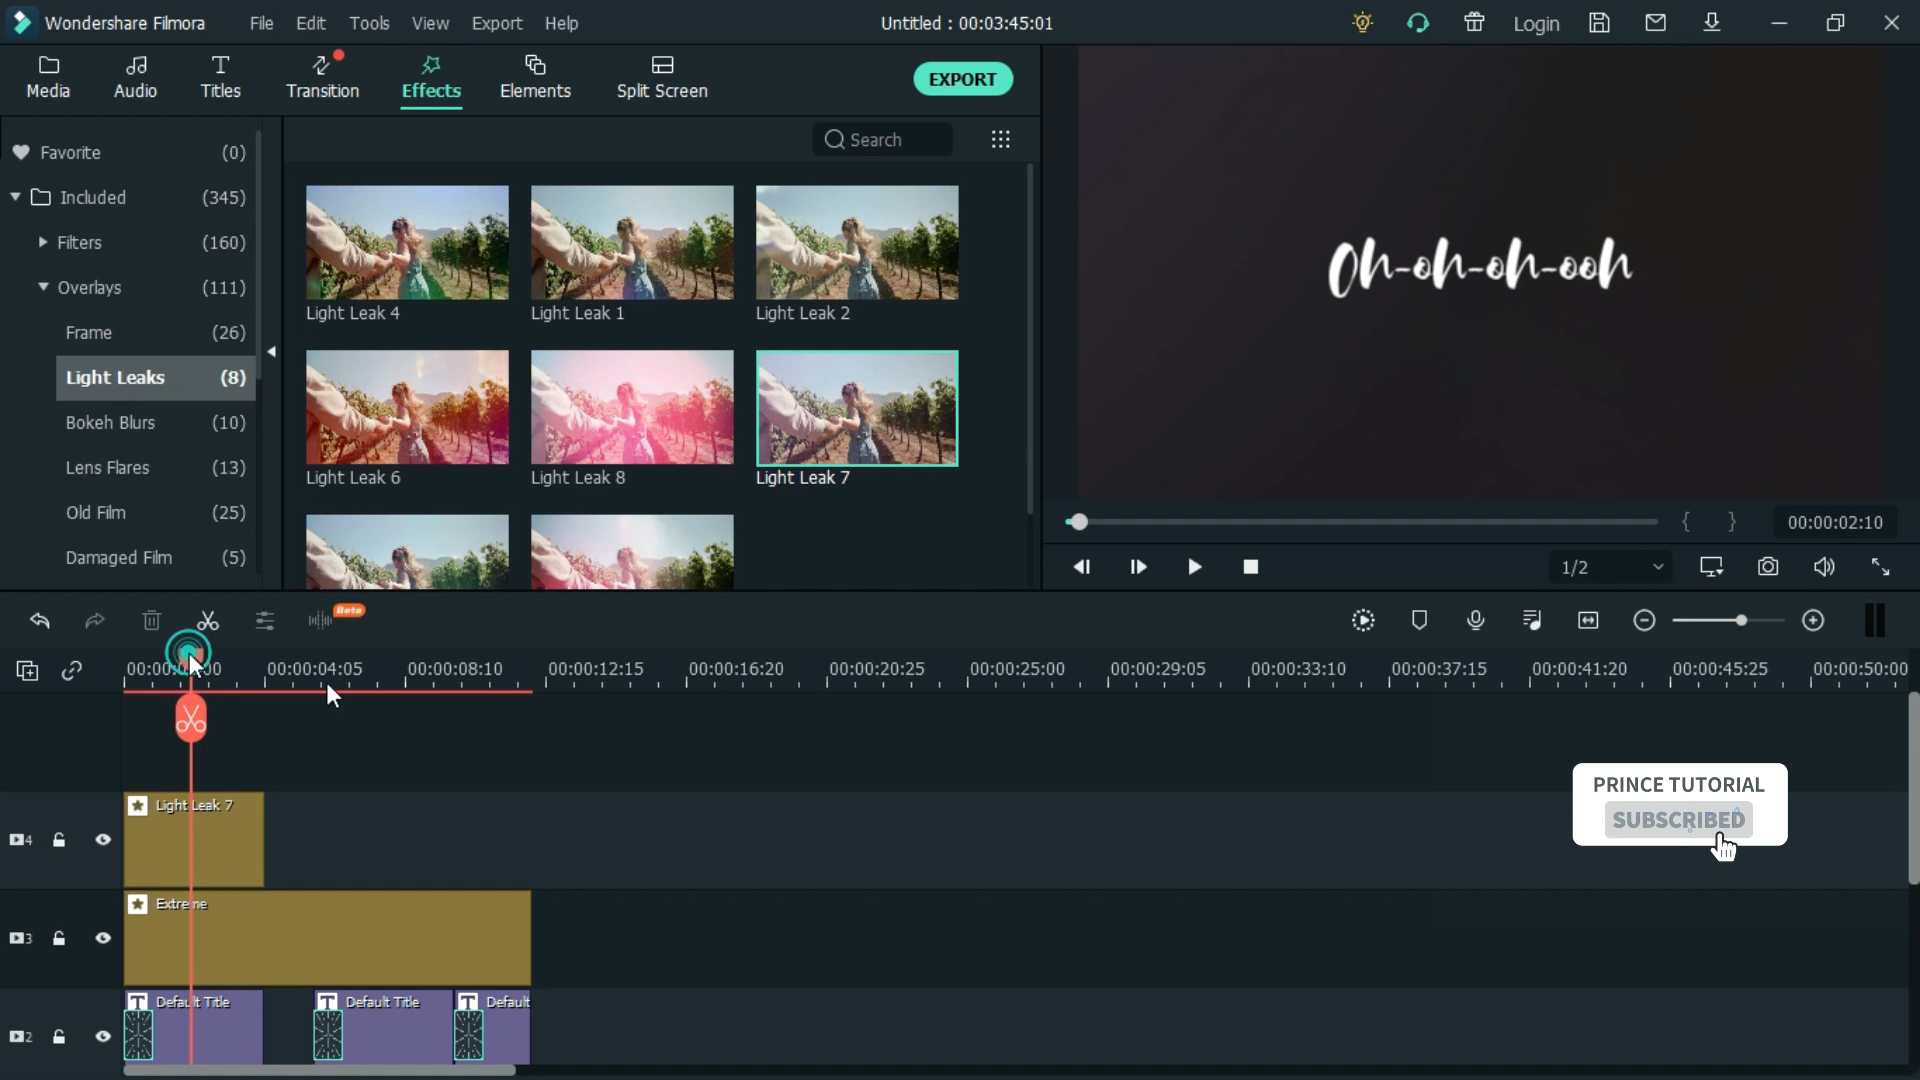 Wondershare Filmora File Edit Tools View Export Help Untitled : 00:03:45:01 Login
Media Audio Titles Transition Effects Elements Split Screen EXPORT
Favorite (0)
Included (345)
Filters (160)
Overlays (111)
Frame (26)
Light Leaks (8)
Bokeh Blurs (10)
Lens Flares (13)
Old Film (25)
Damaged Film (5)
Search
Light Leak 4 Light Leak 1 Light Leak 2
Light Leak 6 Light Leak 8 Light Leak 7
Oh-oh-oh-ooh
{ } 00:00:02:10
1/2
Beta
00:00:04:05 00:00:08:10 00:00:12:15 00:00:16:20 00:00:20:25 00:00:25:00 00:00:29:05 00:00:33:10 00:00:37:15 00:00:41:20 00:00:45:25 00:00:50:00
PRINCE TUTORIAL
SUBSCRIBED
4 Light Leak 7
3 Extreme
2 Default Title Default Title Default